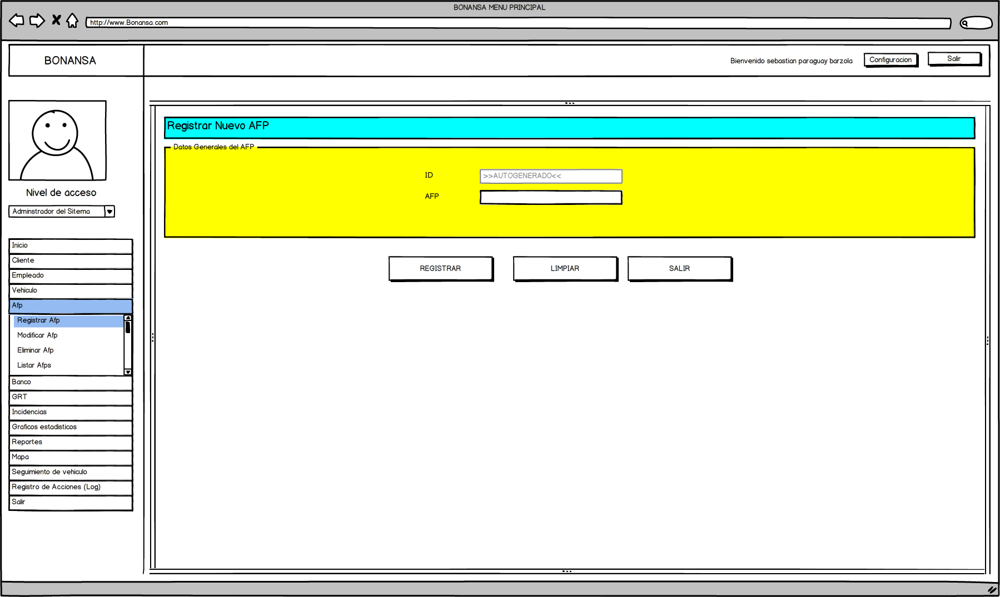 BONANSA MENU PRINCIPAL
http://www.Bonansa.com
BONANSA
Bienvenido sebastian paraguay barzola
Configuracion
Salir
Nivel de acceso
Adminstrador del Sitema
Inicio
Cliente
Empleado
Vehiculo
Afp
Registrar Afp
Modificar Afp
Eliminar Afp
Listar Afps
Banco
GRT
Incidencias
Graficos estadisticos
Reportes
Mapa
Seguimiento de vehiculo
Registro de Acciones (Log)
Salir
Registrar Nuevo AFP
Datos Generales del AFP
ID
>>AUTOGENERADO<<
AFP
REGISTRAR
LIMPIAR
SALIR